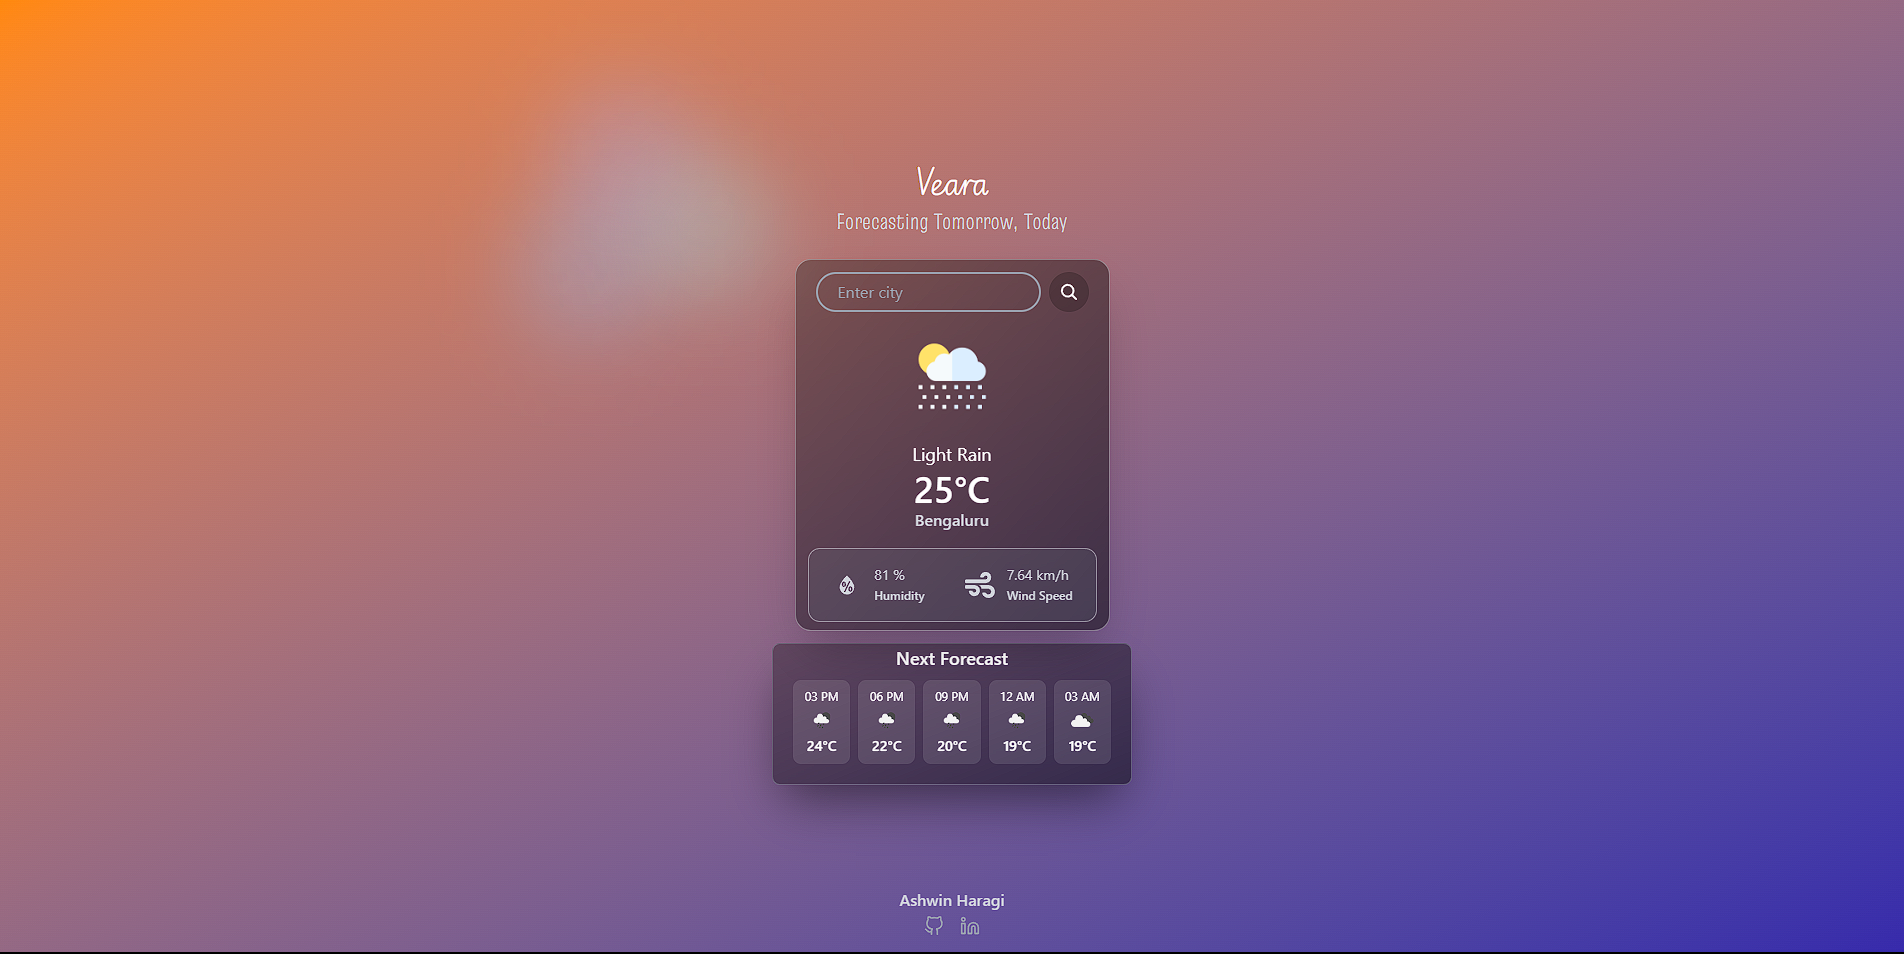 Veara
Forecasting Tomorrow, Today
Enter city
Light Rain
25°C
Bengaluru
81 % 7.64 km/h
Humidity Wind Speed
Next Forecast
03 PM 06 PM 09 PM 12 AM 03 AM
24°C 22°C 20°C 19°C 19°C
Ashwin Haragi